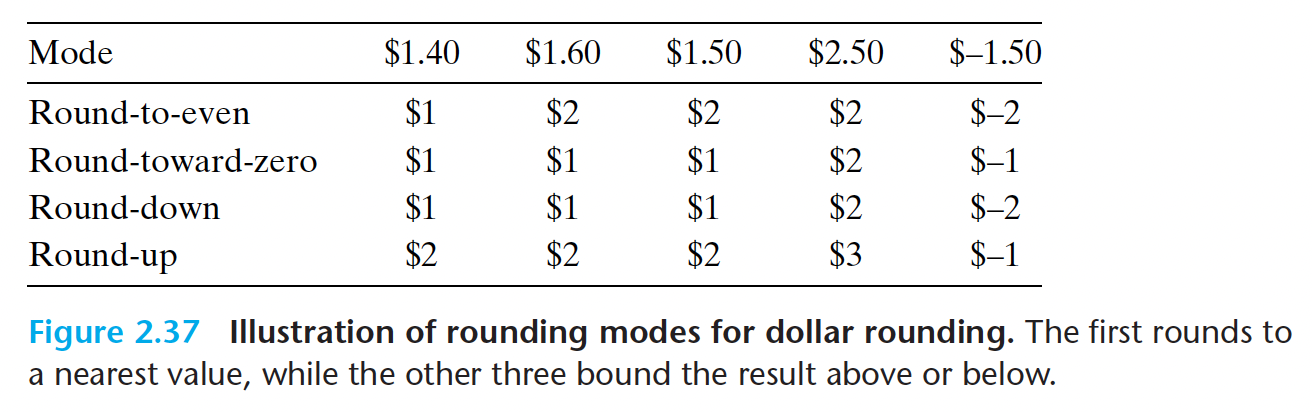 Mode $1.40 $1.60 $1.50 $2.50 $–1.50
Round-to-even $1 $2 $2 $2 $–2
Round-toward-zero $1 $1 $1 $2 $–1
Round-down $1 $1 $1 $2 $–2
Round-up $2 $2 $2 $3 $–1
Figure 2.37 Illustration of rounding modes for dollar rounding. The first rounds to
a nearest value, while the other three bound the result above or below.